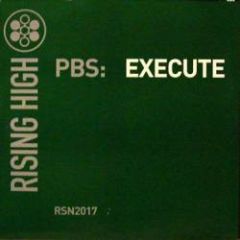 PBS: EXECUTE
RISING HIGH
RSN2017